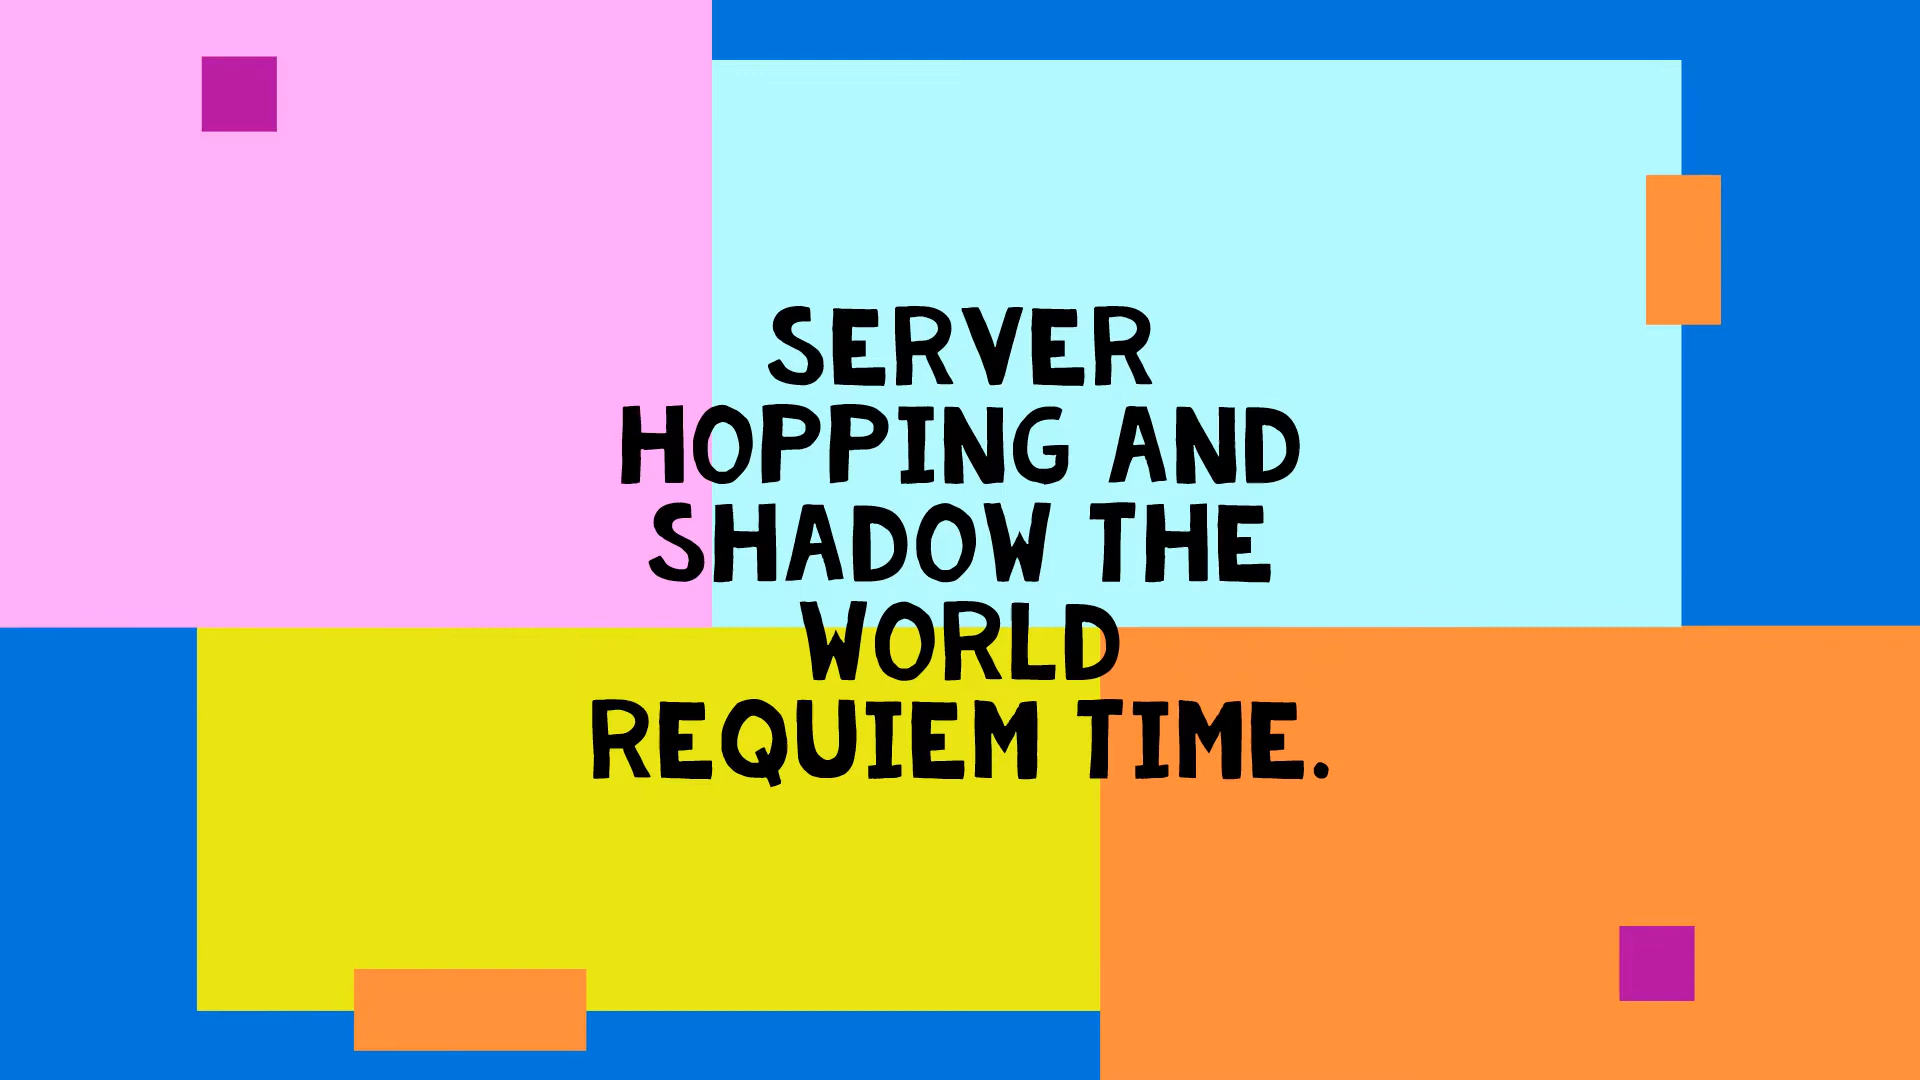 SERVER
HOPPING AND
SHADOW THE
WORLD
REQUIEM TIME.